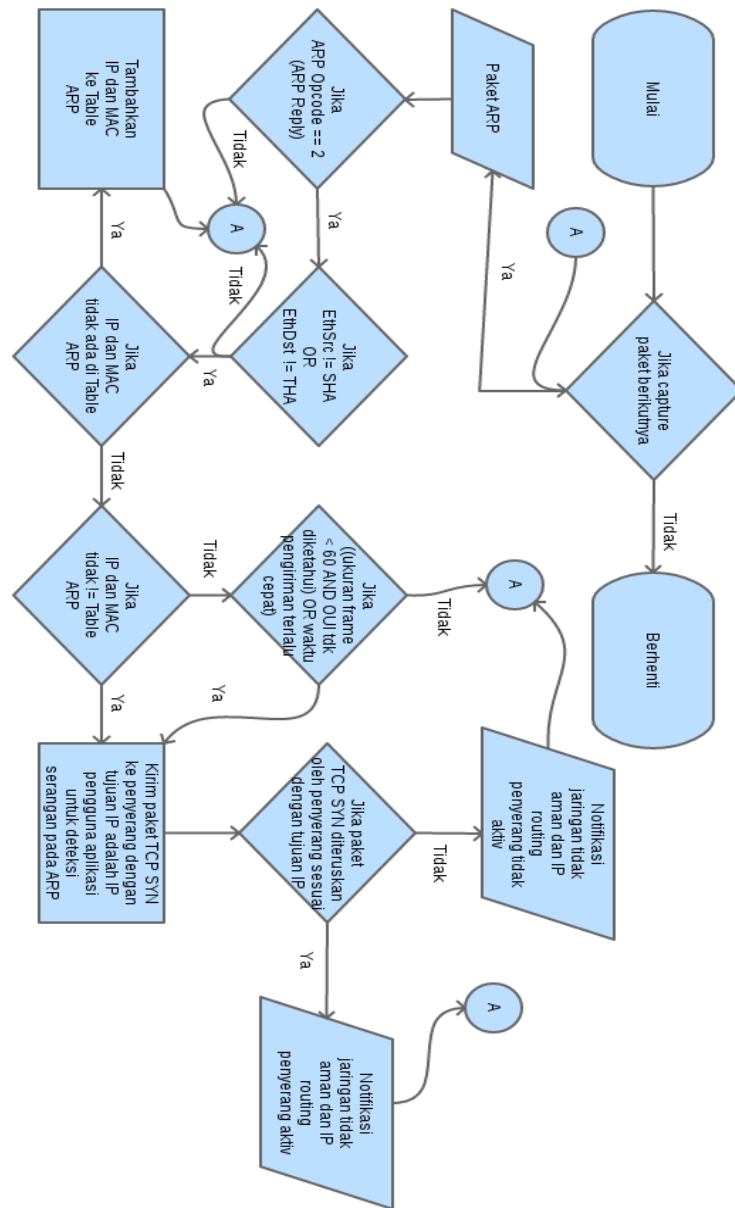 Mulai
A
Jika capture
paket berikutnya
Tidak
Berhenti
Ya
Paket ARP
Jika
ARP Opcode == 2
(ARP Reply)
Tidak
Ya
A
Tidak
Jika
EthSrc != SHA
OR
EthDst != THA
Ya
Tambahkan
IP dan MAC
ke Table
ARP
Ya
Jika
IP dan MAC
tidak ada di Table
ARP
Tidak
Jika
IP dan MAC
tidak != Table
ARP
Tidak
Jika
((ukuran frame
< 60 AND OUI tdk
diketahui) OR waktu
pengiriman terlalu
cepat)
Tidak
A
Ya
Ya
Kirim paket TCP SYN
ke penyerang dengan
tujuan IP adalah IP
pengguna aplikasi
untuk deteksi
serangan pada ARP
Jika paket
TCP SYN diteruskan
oleh penyerang sesuai
dengan tujuan IP
Tidak
Notifikasi
jaringan tidak
aman dan IP
routing
penyerang tidak
aktiv
Ya
Notifikasi
jaringan tidak
aman dan IP
routing
penyerang aktiv
A